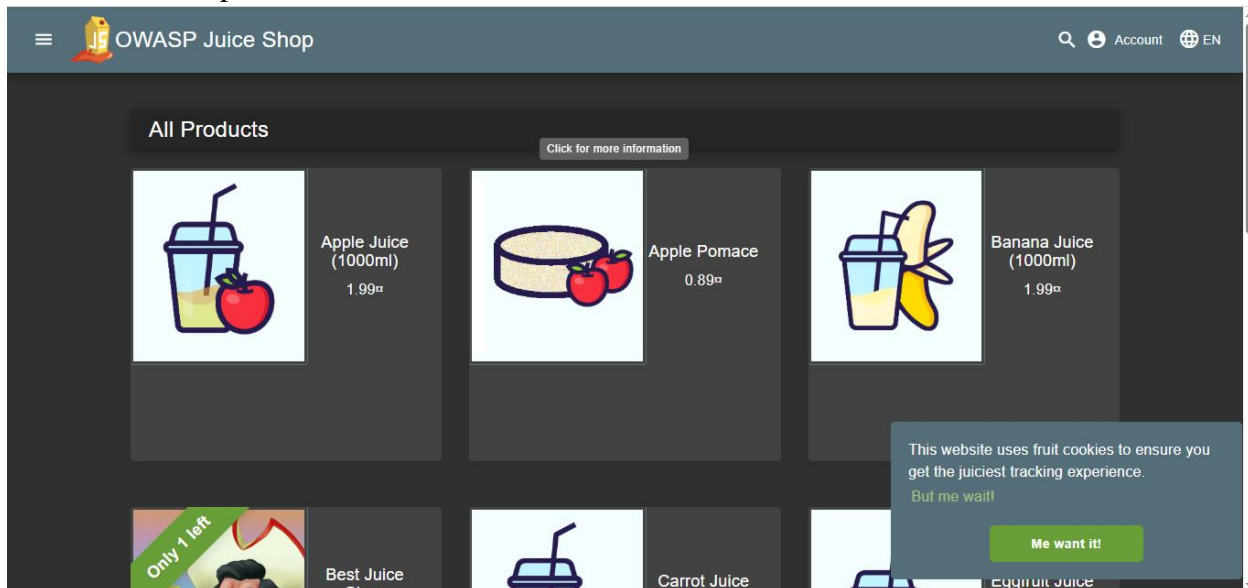 OWASP Juice Shop
Account
EN
All Products
Click for more information
Apple Juice
(1000ml)
1.99¤
Apple Pomace
0.89¤
Banana Juice
(1000ml)
1.99¤
This website uses fruit cookies to ensure you
get the juiciest tracking experience.
But me wait!
Me want it!
Only 1 left
Best Juice
Carrot Juice
Eggfruit Juice